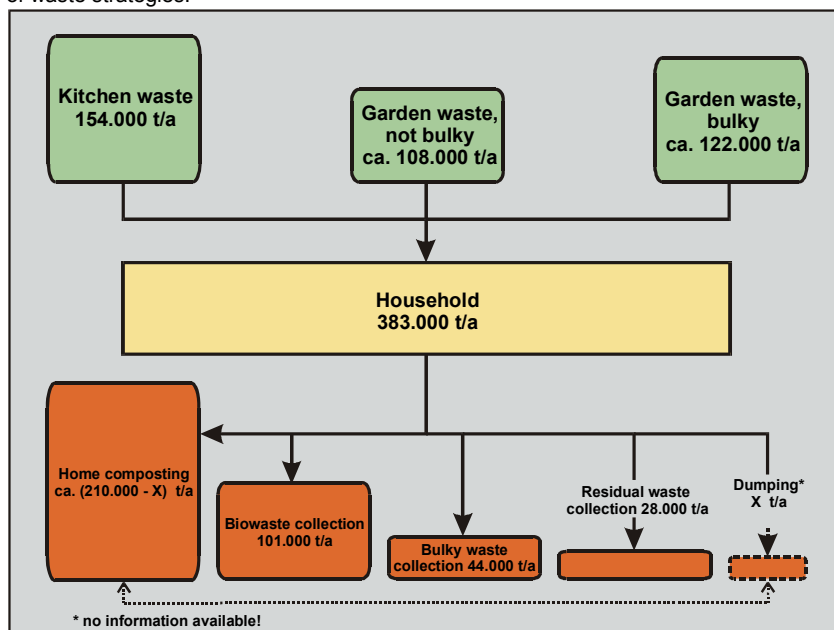 Kitchen waste
154.000 t/a
Garden waste,
not bulky
ca. 108.000 t/a
Garden waste,
bulky
ca. 122.000 t/a
Household
383.000 t/a
Home composting
ca. (210.000 - X) t/a
Biowaste collection
101.000 t/a
Bulky waste
collection 44.000 t/a
Residual waste
collection 28.000 t/a
Dumping*
X t/a
* no information available!